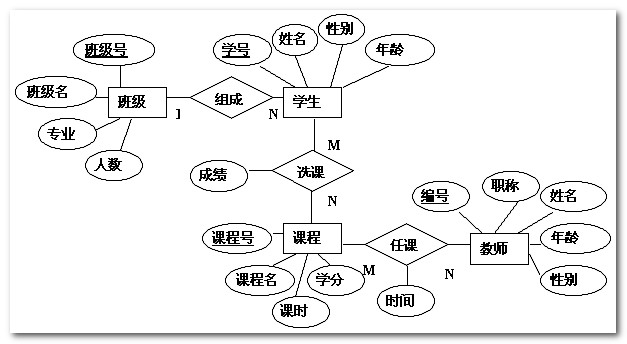 班级号
学号
姓名
性别
年龄
班级名
班级
1
组成
N
学生
专业
人数
M
成绩
洗课
N
编号
职称
姓名
课程号
课程
任课
教师
年龄
课程名
学分
M
N
性别
课时
时间